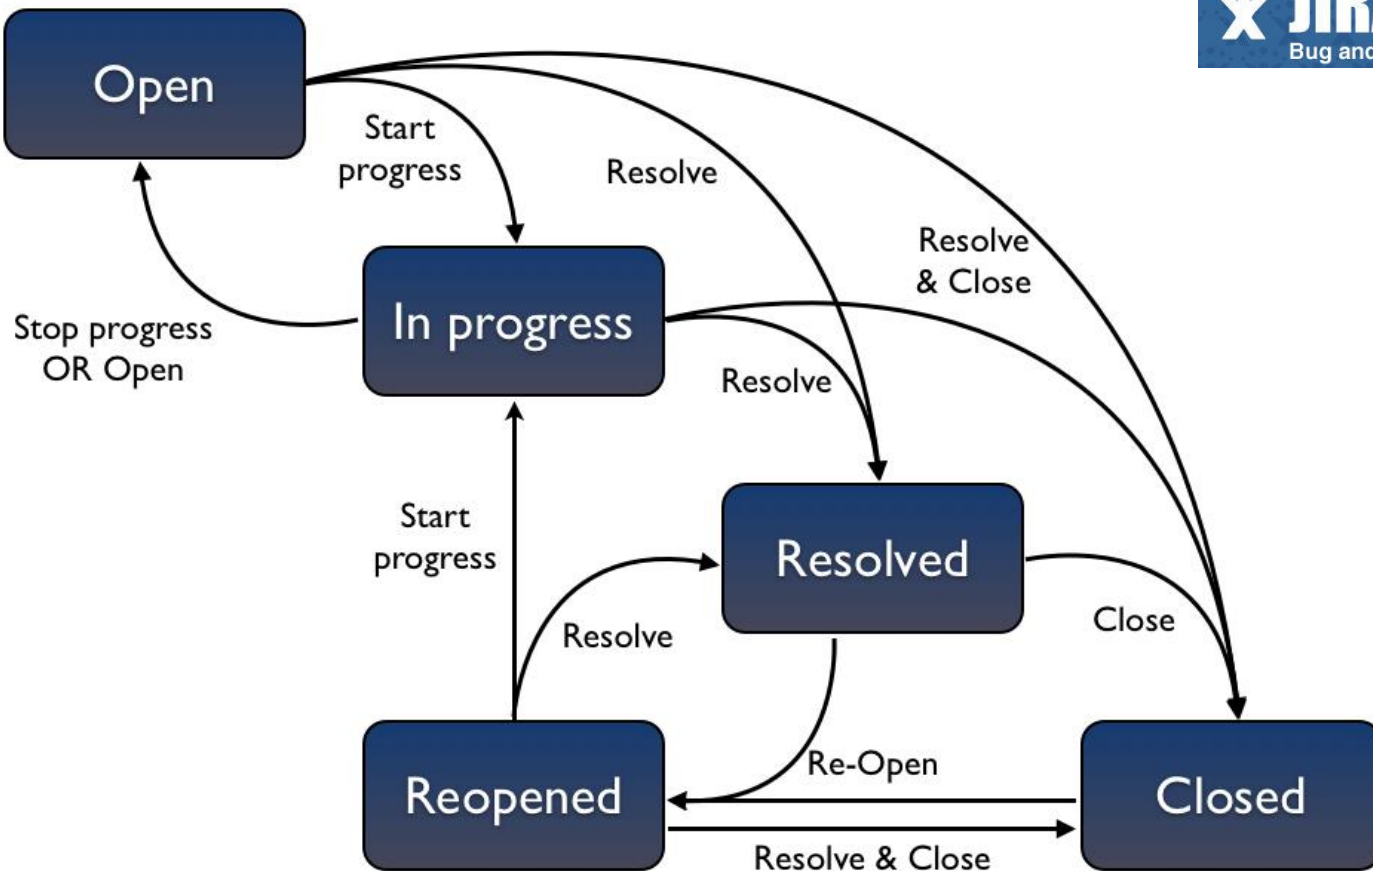 Open
Start
progress
Resolve
Resolve
& Close
In progress
Stop progress
OR Open
Resolve
Start
progress
Resolved
Resolve
Close
Re-Open
Reopened
Closed
Resolve & Close
Bug and